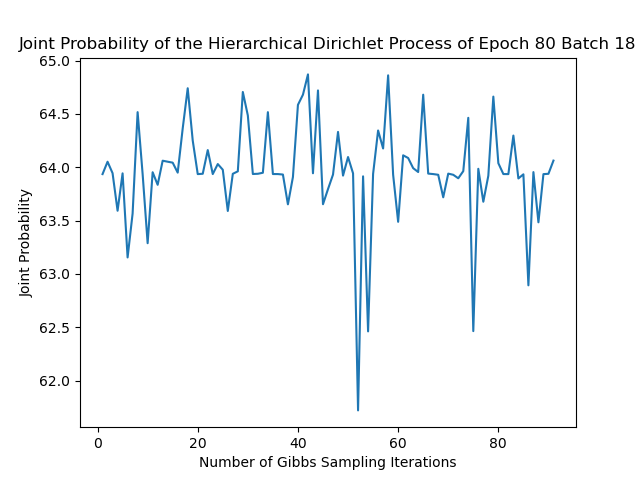 Joint Probability of the Hierarchical Dirichlet Process of Epoch 80 Batch 18
65.0
64.5
64.0
63.5
63.0
62.5
62.0
Joint Probability
0 20 40 60 80
Number of Gibbs Sampling Iterations